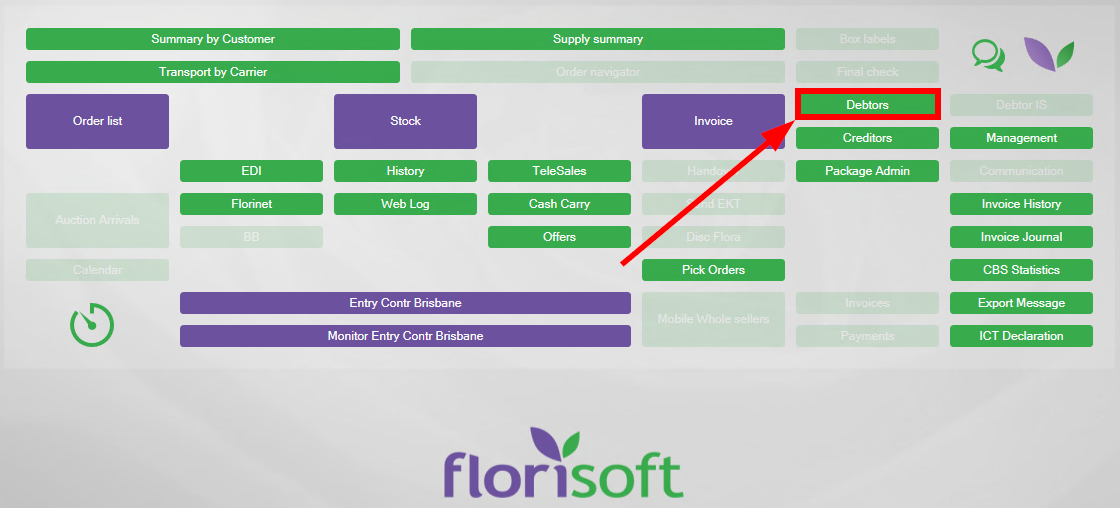 Summary by Customer
Supply summary
Box labels
Transport by Carrier
Order navigator
Final check
Order list
Stock
Invoice
Debtors
Debtor IS
Creditors
Management
EDI
History
TeleSales
Package Admin
Communication
Auction Arrivals
Florinet
Web Log
Cash Carry
EKT
Invoice History
BB
Offers
Disc Flora
Invoice Journal
Calendar
Pick Orders
CBS Statistics
Entry Contr Brisbane
Mobile Whole sellers
Invoices
Export Message
Monitor Entry Contr Brisbane
Payments
ICT Declaration
florisoft